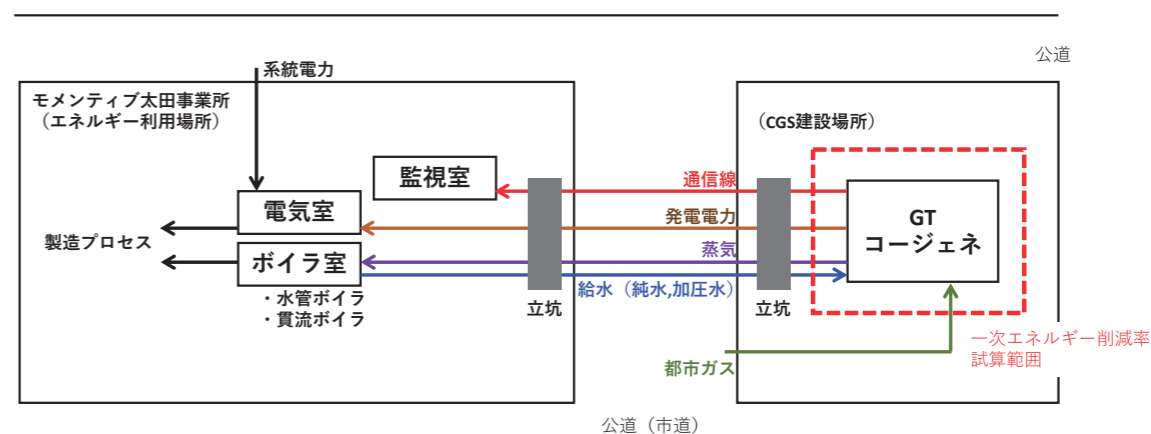 公道
系統電力
モメンティブ太田事業所
（エネルギー利用場所）
（CGS建設場所）
監視室
通信線
電気室
発電電力
GT
コージェネ
製造プロセス
蒸気
ボイラ室
給水（純水,加圧水）
・水管ボイラ
・貫流ボイラ
立坑
立坑
一次エネルギー削減率
試算範囲
都市ガス
公道（市道）